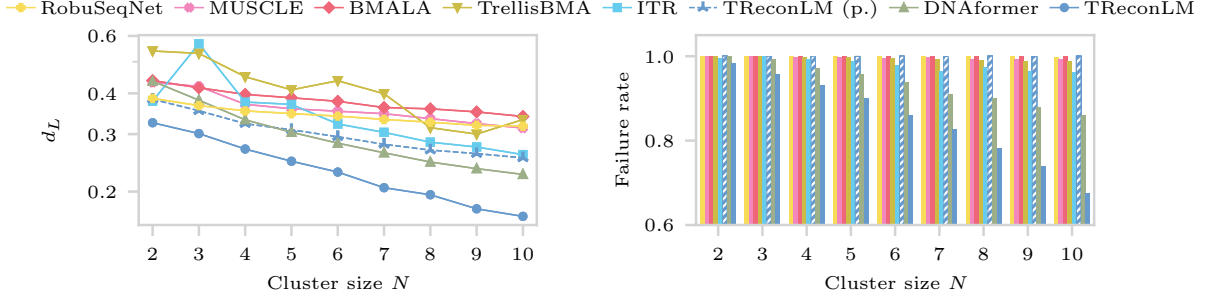 RobuSeqNet MUSCLE BMALA TrellisBMA ITR TReconLM (p.) DNAformer TReconLM
0.6
0.4
0.3
0.2
d_L
2 3 4 5 6 7 8 9 10
Cluster size N
1.0
0.8
0.6
Failure rate
2 3 4 5 6 7 8 9 10
Cluster size N